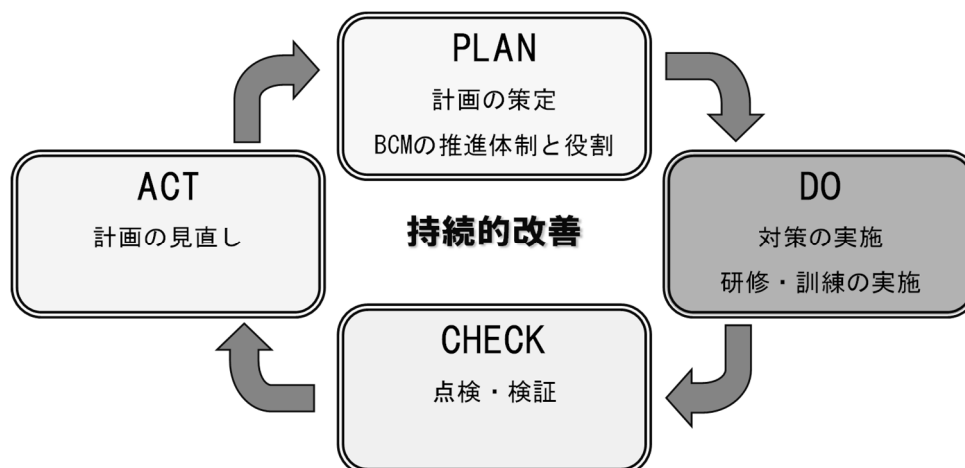 PLAN
計画の策定
BCMの推進体制と役割
ACT
計画の見直し
持続的改善
DO
対策の実施
研修・訓練の実施
CHECK
点検・検証